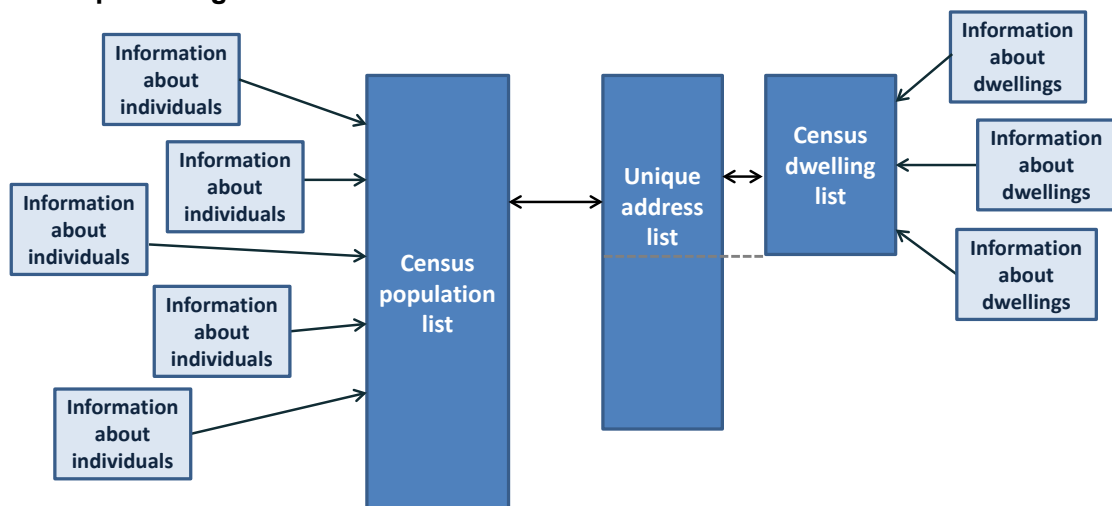 Information
about
individuals
Information
about
individuals
Information
about
individuals
Information
about
individuals
Information
about
individuals
Census
population
list
Unique
address
list
Census
dwelling
list
Information
about
dwellings
Information
about
dwellings
Information
about
dwellings